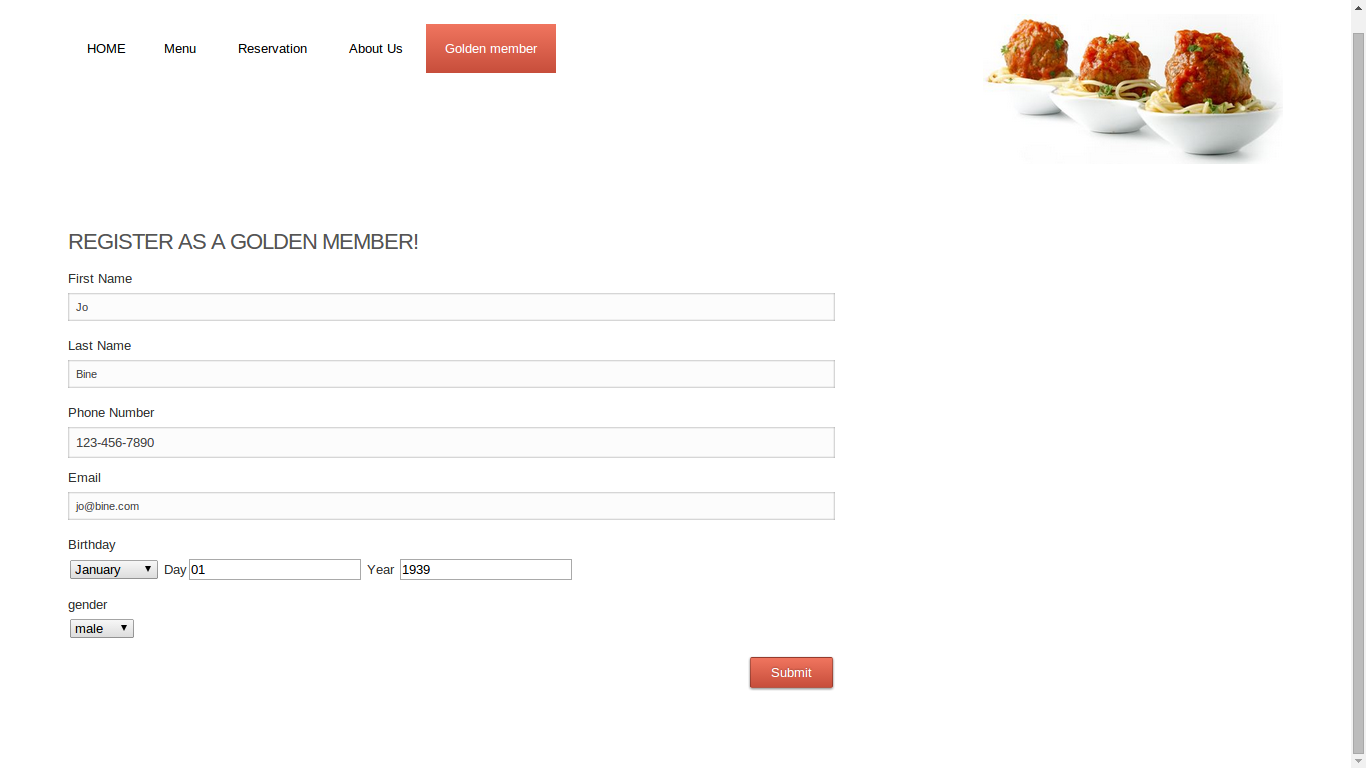 HOME Menu Reservation About Us Golden member
REGISTER AS A GOLDEN MEMBER!
First Name
Jo
Last Name
Bine
Phone Number
123-456-7890
Email
jo@bine.com
Birthday
January Day 01 Year 1939
gender
male
Submit